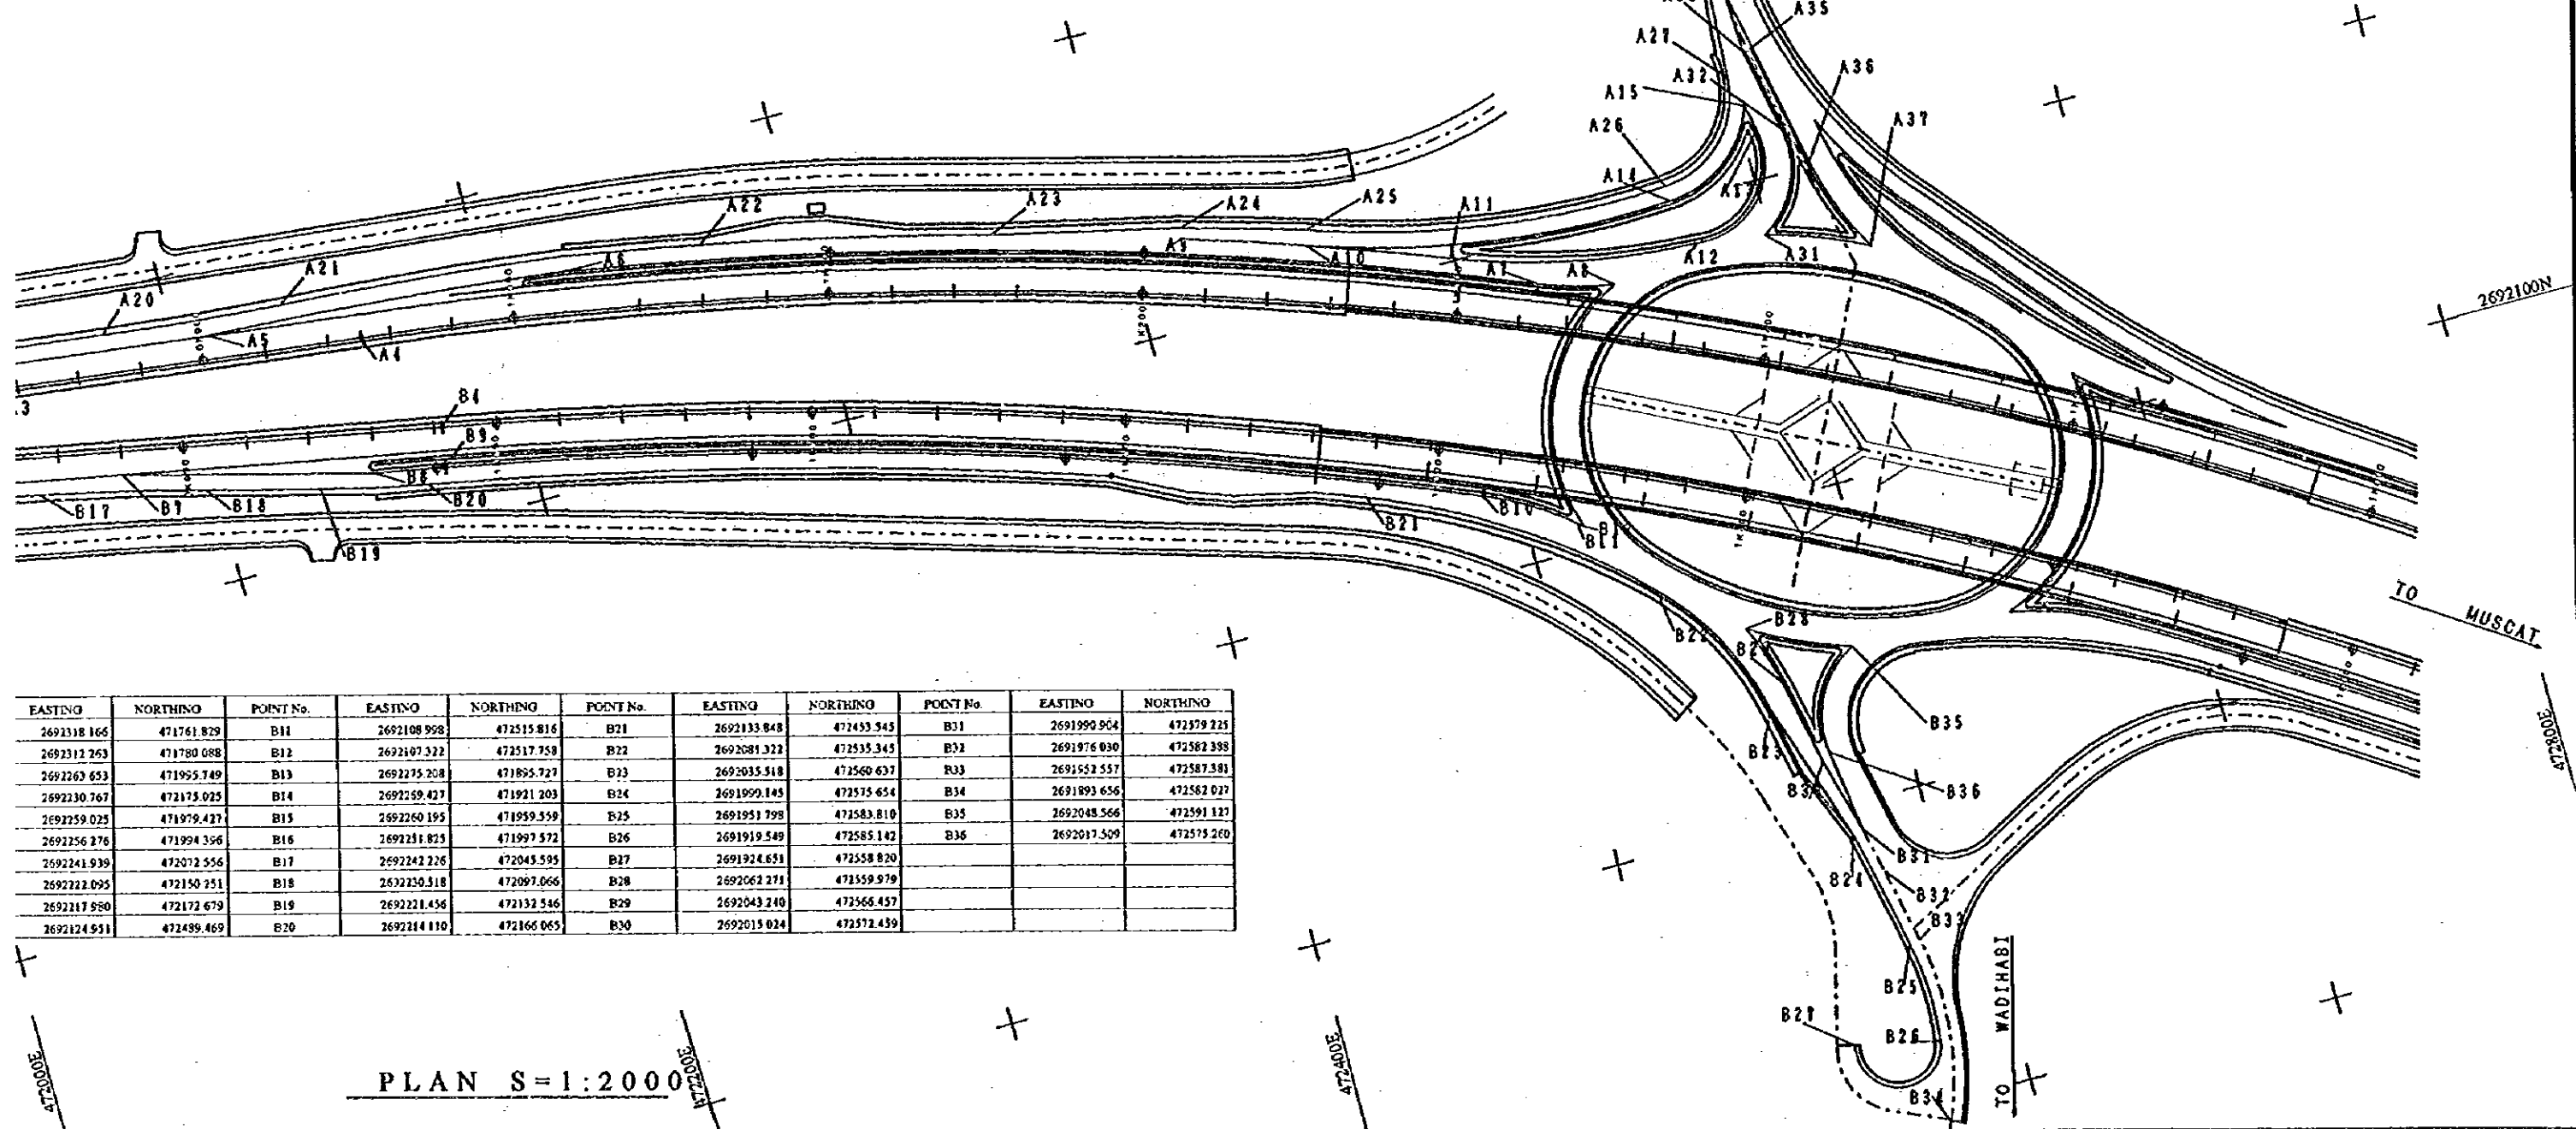 A35
A27
A36
A32
A15
A37
A26
A14
A17
A22
A23
A24
A25
A11
A9
A21
A6
A10
A7
A8
A12
A31
A20
A5
A4
2692100N
B4
B9
B8
B17
B7
B18
B20
B19
B21
B10
B11
TO MUSCAT
B22
B28
B35
B23
B36
B31
B24
B32
B33
B25
B26
TO WADIHABI
472800E
EASTING NORTHING POINT No. EASTING NORTHING POINT No. EASTING NORTHING POINT No. EASTING NORTHING
2692318.166 471761.829 B11 2692108.998 472515.816 B21 2692133.848 472453.545 B31 2691990.904 472579.225
2692312.263 471780.088 B12 2692107.322 472517.758 B22 2692081.322 472535.345 B32 2691976.030 472582.388
2692263.653 471995.749 B13 2692275.208 471895.727 B23 2692035.518 472560.637 B33 2691952.557 472587.381
2692230.767 472175.025 B14 2692269.427 471921.203 B24 2691999.145 472575.654 B34 2691893.656 472582.027
2692259.025 471979.427 B15 2692260.195 471959.559 B25 2691951.798 472583.810 B35 2692048.566 472591.127
2692256.276 471994.396 B16 2692251.825 471997.572 B26 2691919.549 472585.142 B36 2692017.509 472575.260
2692241.939 472072.556 B17 2692242.226 472045.595 B27 2691924.651 472558.820
2692222.095 472150.251 B18 2692230.518 472097.066 B28 2692062.271 472559.979
2692217.980 472172.679 B19 2692221.456 472132.546 B29 2692043.240 472566.457
2692124.951 472489.469 B20 2692214.110 472166.065 B30 2692015.024 472572.459
472000E
PLAN S=1:2000
472200E
472400E